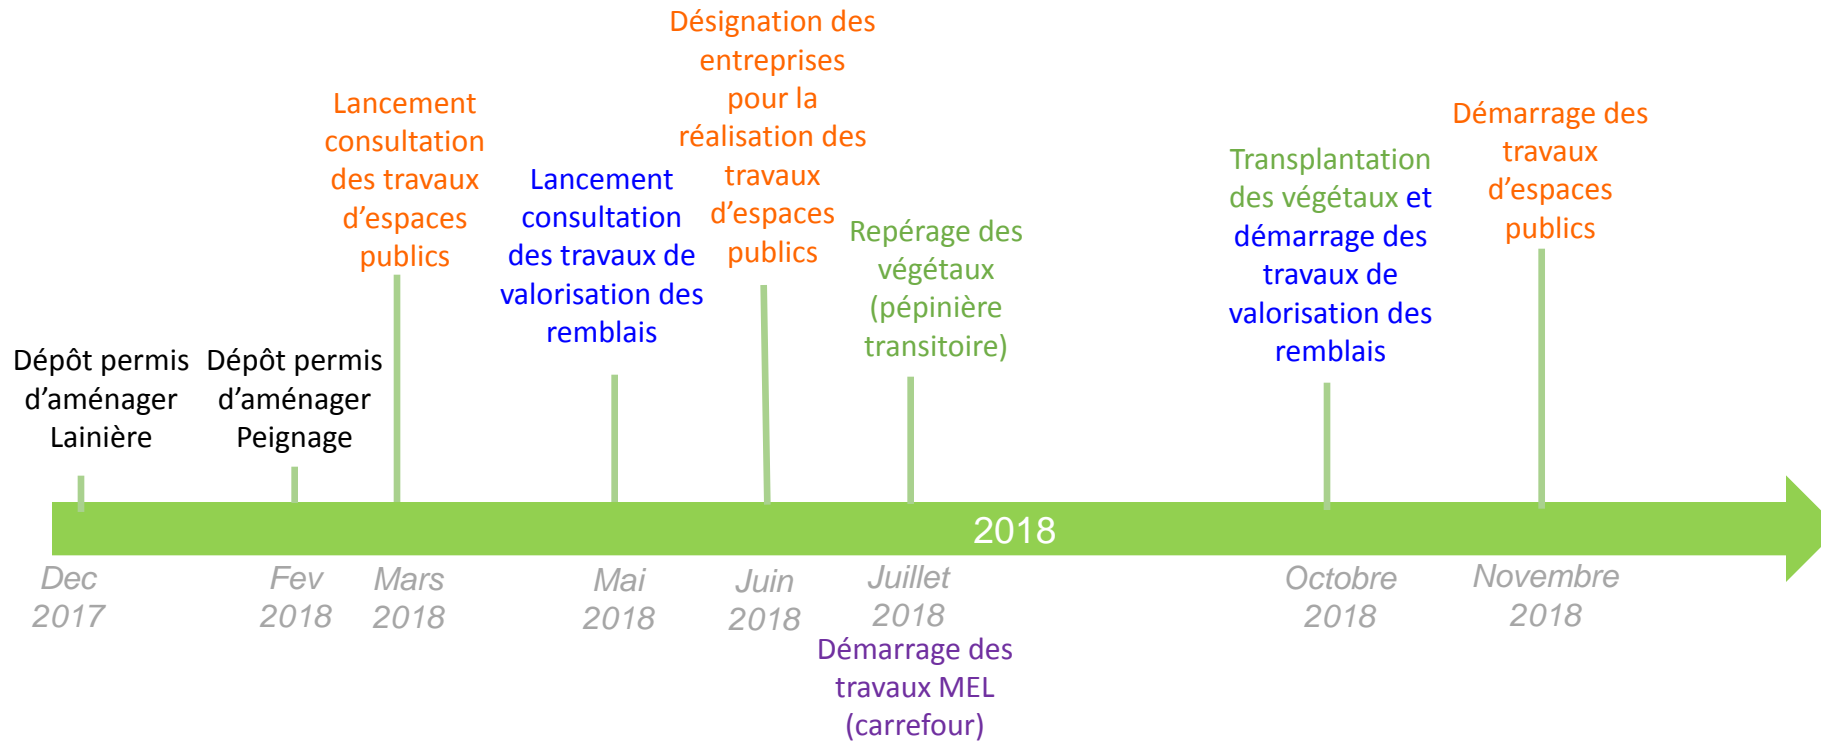 Dépôt permis
d’aménager
Lainière
Dépôt permis
d’aménager
Peignage
Lancement
consultation
des travaux
d’espaces
publics
Lancement
consultation
des travaux de
valorisation des
remblais
Désignation des
entreprises
pour la
réalisation des
travaux
d’espaces
publics
Repérage des
végétaux
(pépinière
transitoire)
Transplantation
des végétaux et
démarrage des
travaux de
valorisation des
remblais
Démarrage des
travaux
d’espaces
publics
2018
Dec
2017
Fev
2018
Mars
2018
Mai
2018
Juin
2018
Juillet
2018
Octobre
2018
Novembre
2018
Démarrage des
travaux MEL
(carrefour)